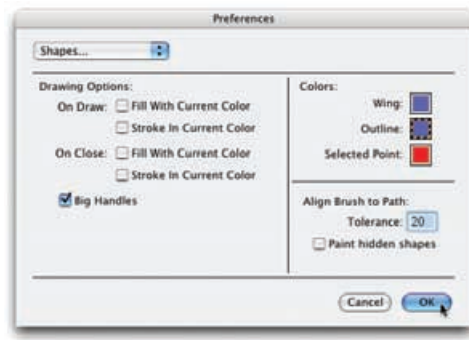 Preferences
Shapes...
Drawing Options:
On Draw: Fill With Current Color
Stroke In Current Color
On Close: Fill With Current Color
Stroke In Current Color
Big Handles
Colors:
Wing:
Outline:
Selected Point:
Align Brush to Path:
Tolerance: 20
Paint hidden shapes
Cancel OK